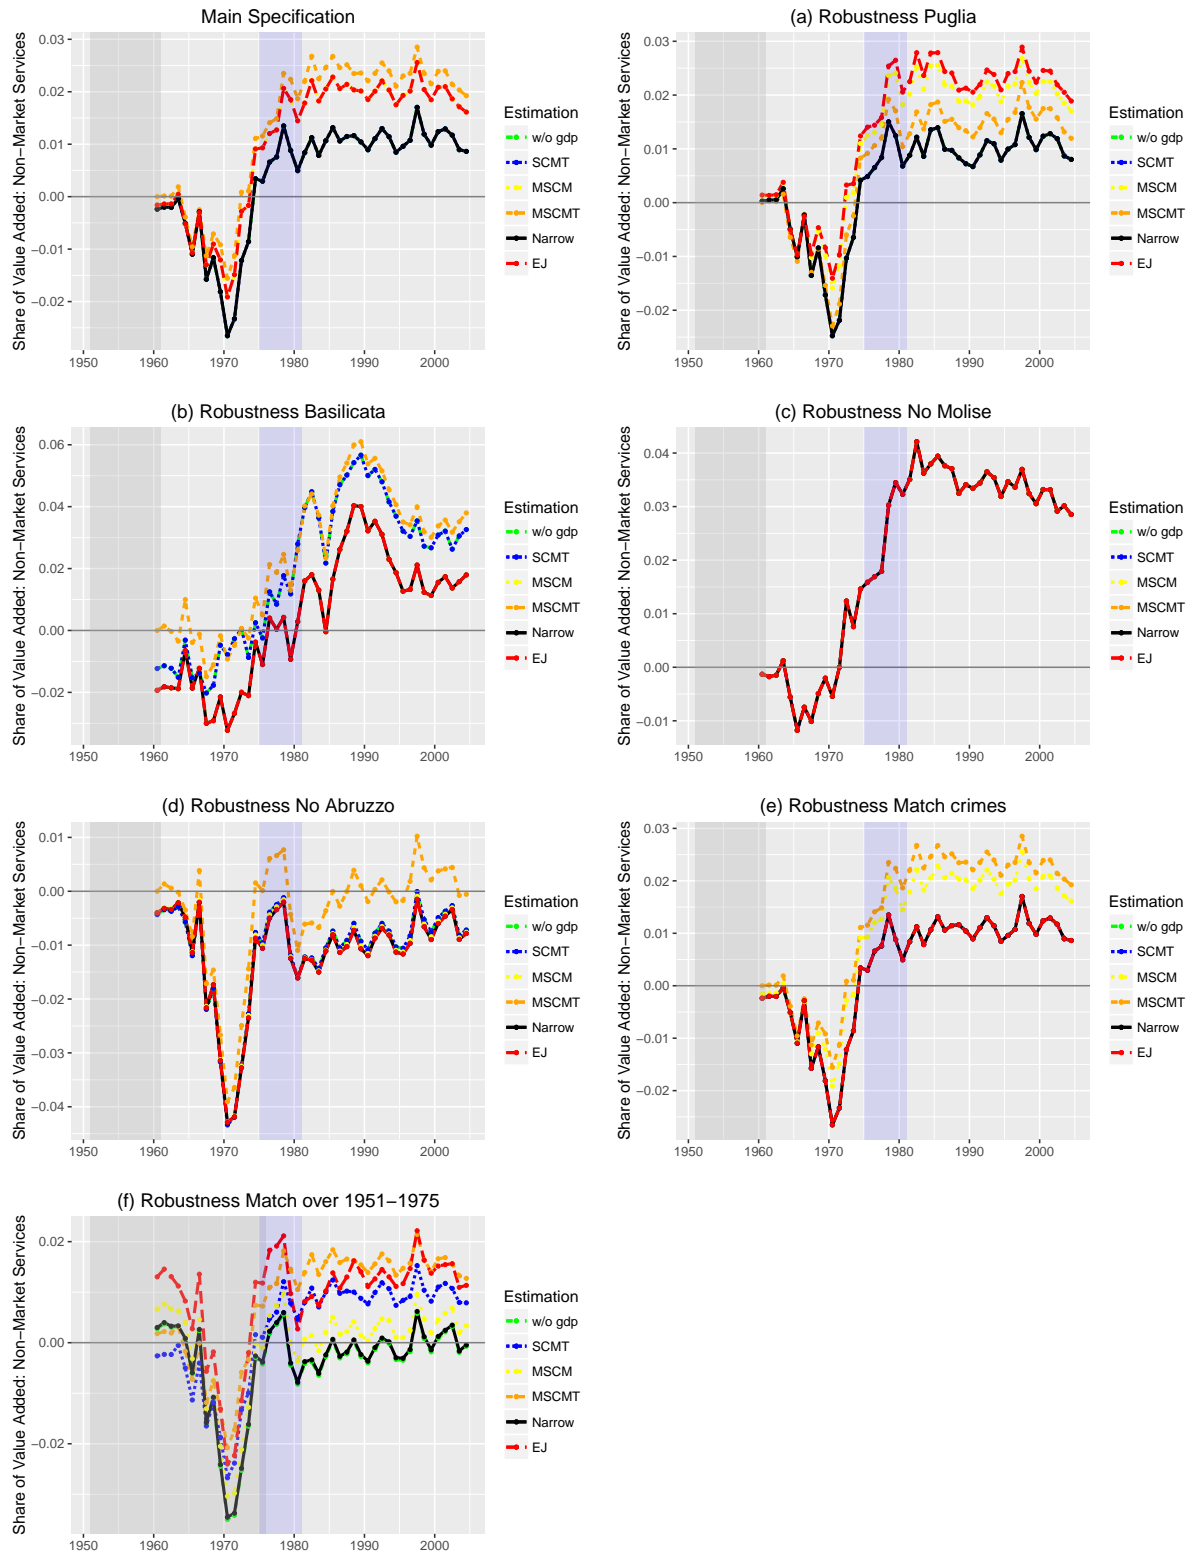 Main Specification
Share of Value Added: Non−Market Services
0.03
0.02
0.01
0.00
−0.01
−0.02
1950
1960
1970
1980
1990
2000
Estimation
w/o gdp
SCMT
MSCM
MSCMT
Narrow
EJ
(a) Robustness Puglia
Share of Value Added: Non−Market Services
0.03
0.02
0.01
0.00
−0.01
−0.02
1950
1960
1970
1980
1990
2000
Estimation
w/o gdp
SCMT
MSCM
MSCMT
Narrow
EJ
(b) Robustness Basilicata
Share of Value Added: Non−Market Services
0.06
0.04
0.02
0.00
−0.02
1950
1960
1970
1980
1990
2000
Estimation
w/o gdp
SCMT
MSCM
MSCMT
Narrow
EJ
(c) Robustness No Molise
Share of Value Added: Non−Market Services
0.04
0.03
0.02
0.01
0.00
−0.01
1950
1960
1970
1980
1990
2000
Estimation
w/o gdp
SCMT
MSCM
MSCMT
Narrow
EJ
(d) Robustness No Abruzzo
Share of Value Added: Non−Market Services
0.01
0.00
−0.01
−0.02
−0.03
−0.04
1950
1960
1970
1980
1990
2000
Estimation
w/o gdp
SCMT
MSCM
MSCMT
Narrow
EJ
(e) Robustness Match crimes
Share of Value Added: Non−Market Services
0.03
0.02
0.01
0.00
−0.01
−0.02
1950
1960
1970
1980
1990
2000
Estimation
w/o gdp
SCMT
MSCM
MSCMT
Narrow
EJ
(f) Robustness Match over 1951−1975
Share of Value Added: Non−Market Services
0.02
0.00
−0.02
1950
1960
1970
1980
1990
2000
Estimation
w/o gdp
SCMT
MSCM
MSCMT
Narrow
EJ